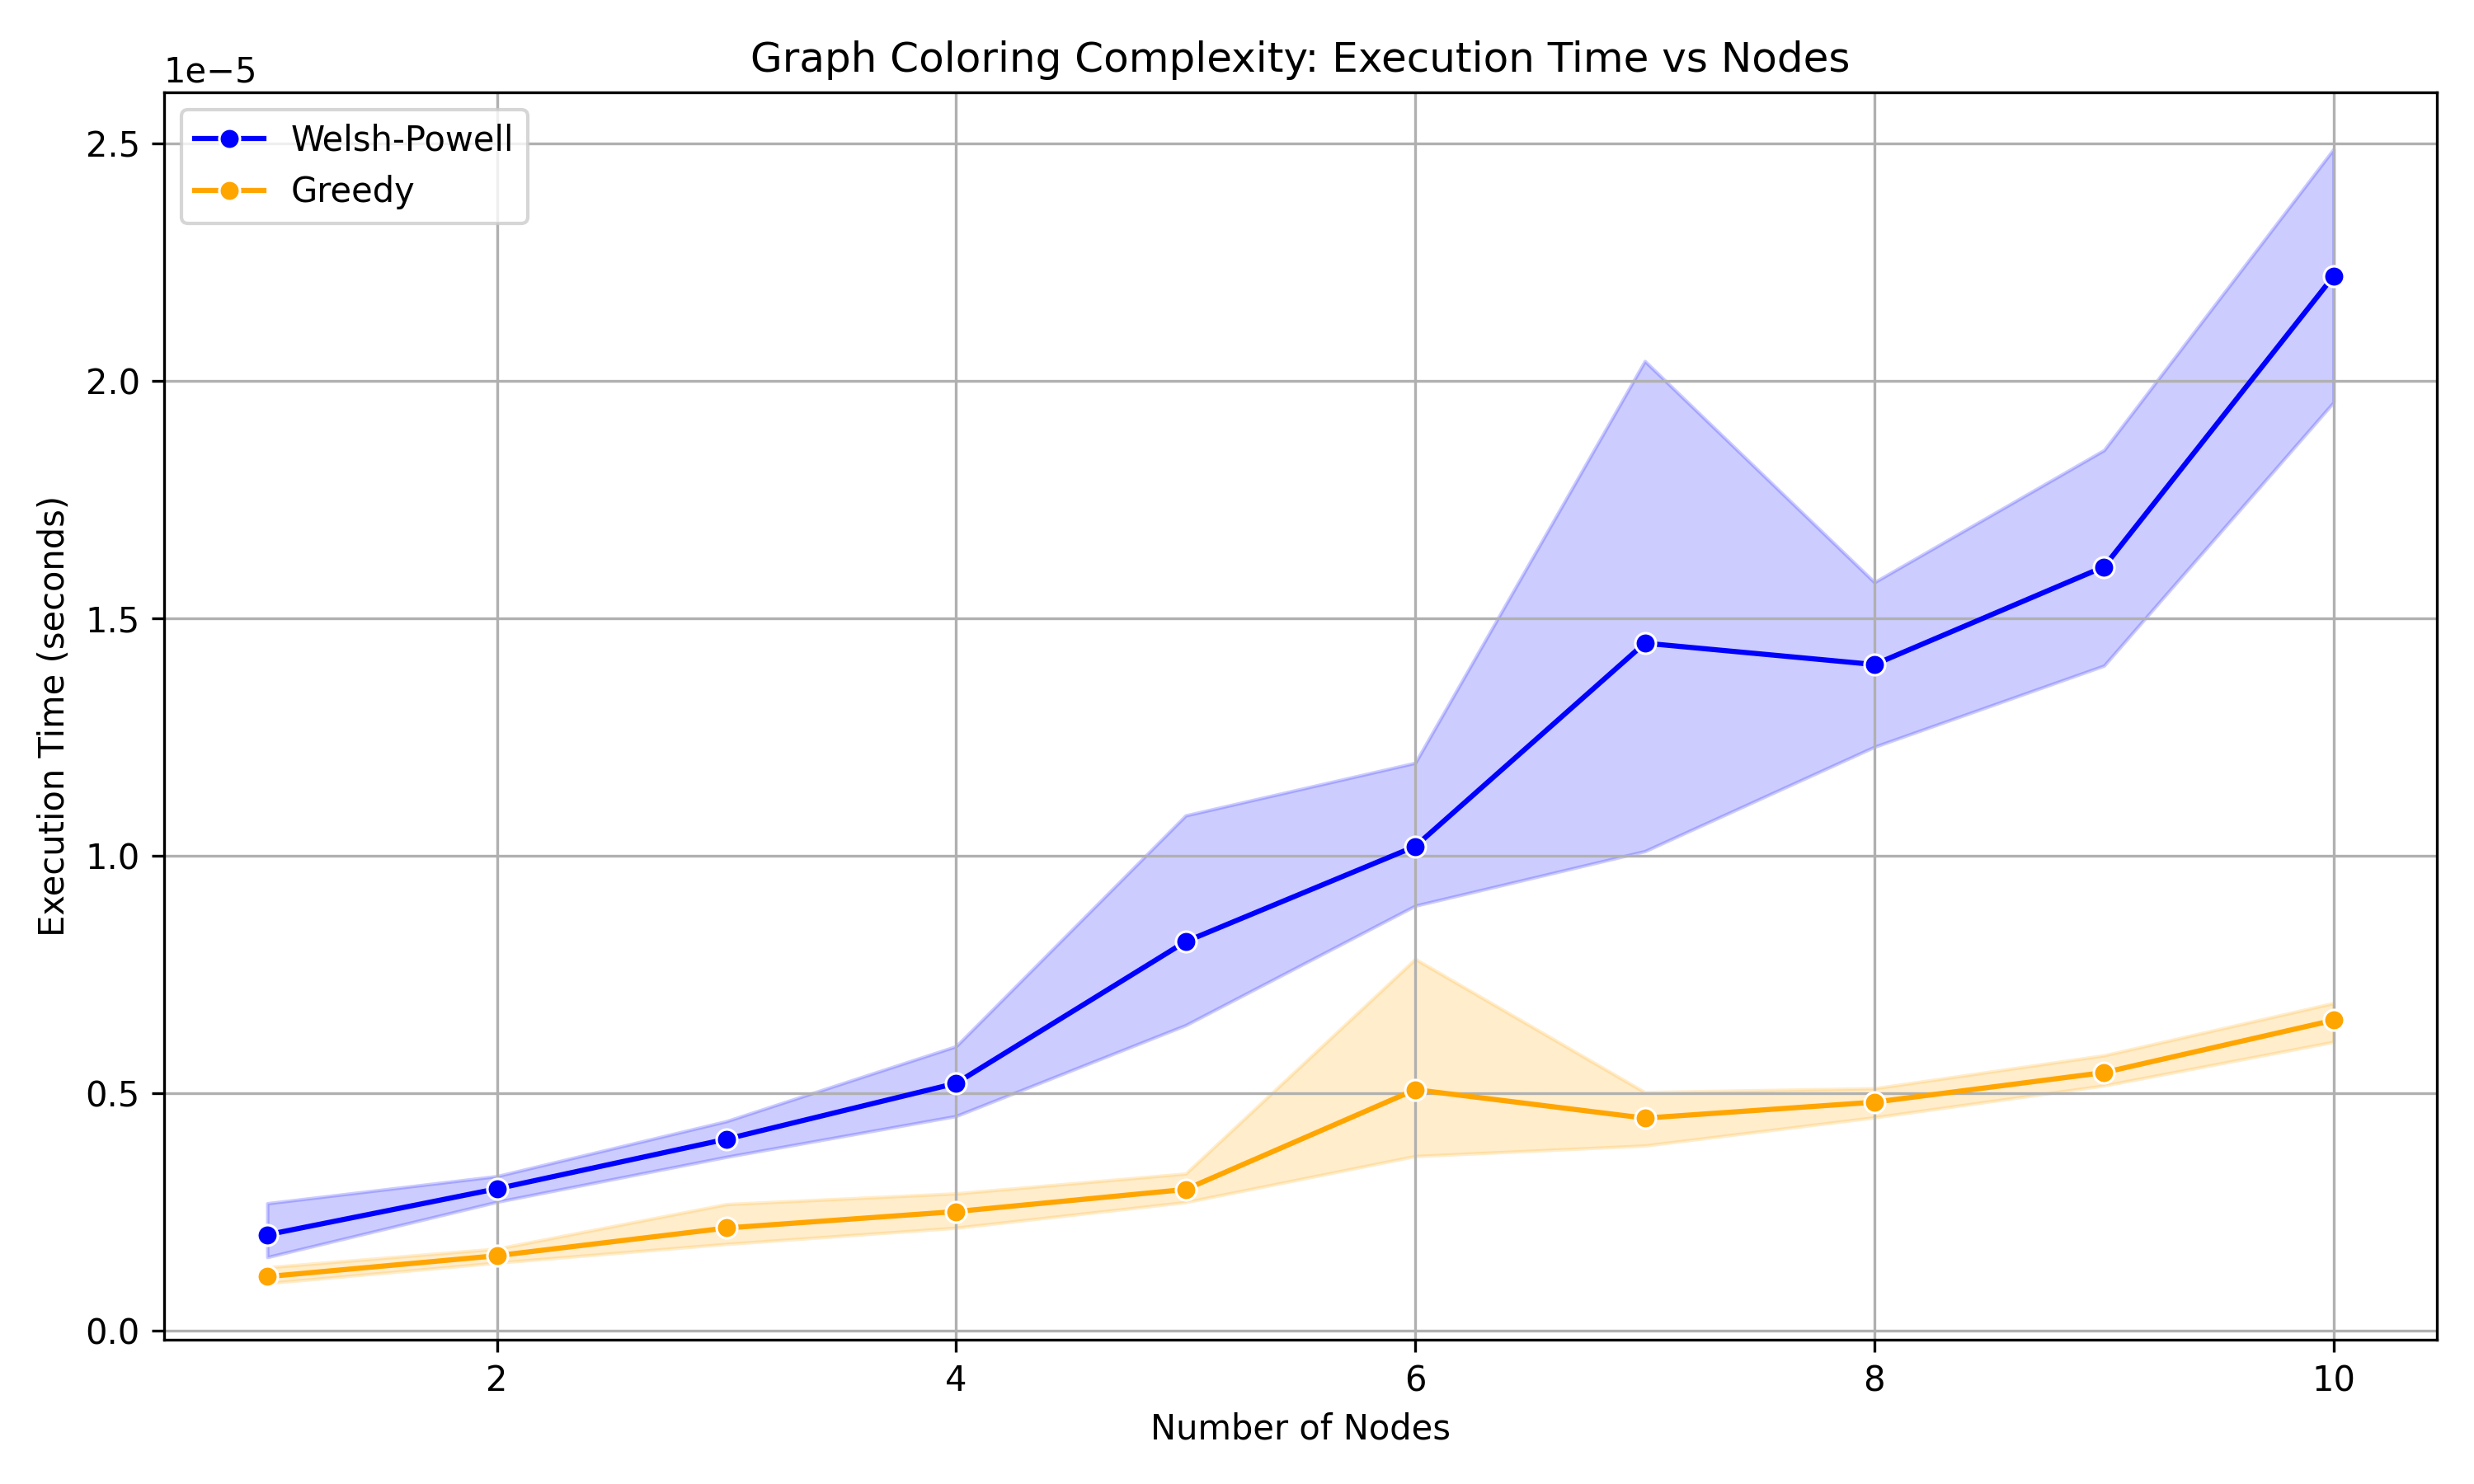 Graph Coloring Complexity: Execution Time vs Nodes
1e−5
Welsh-Powell
Greedy
2.5
2.0
1.5
1.0
0.5
0.0
Execution Time (seconds)
2 4 6 8 10
Number of Nodes